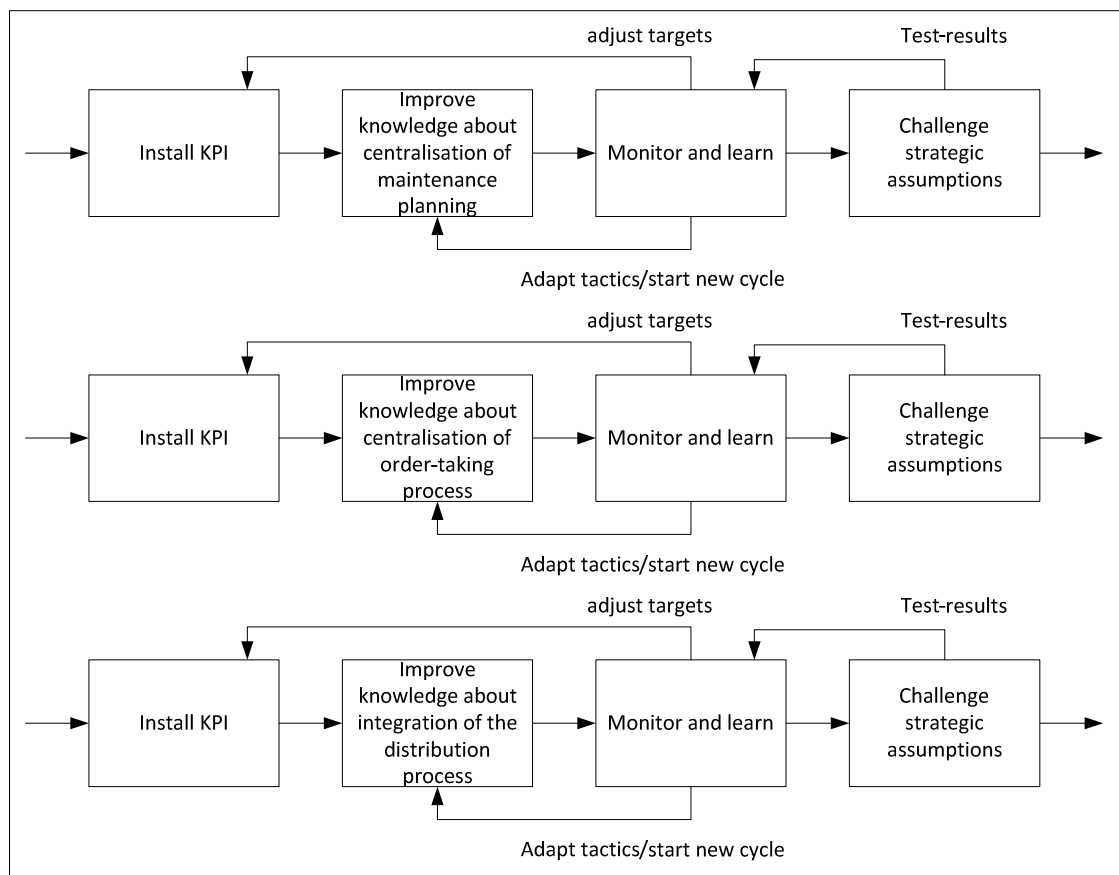 adjust targets
Test-results
Install KPI
Improve
knowledge about
centralisation of
maintenance
planning
Monitor and learn
Challenge
strategic
assumptions
Adapt tactics/start new cycle
adjust targets
Test-results
Install KPI
Improve
knowledge about
centralisation of
order-taking
process
Monitor and learn
Challenge
strategic
assumptions
Adapt tactics/start new cycle
adjust targets
Test-results
Install KPI
Improve
knowledge about
integration of the
distribution
process
Monitor and learn
Challenge
strategic
assumptions
Adapt tactics/start new cycle